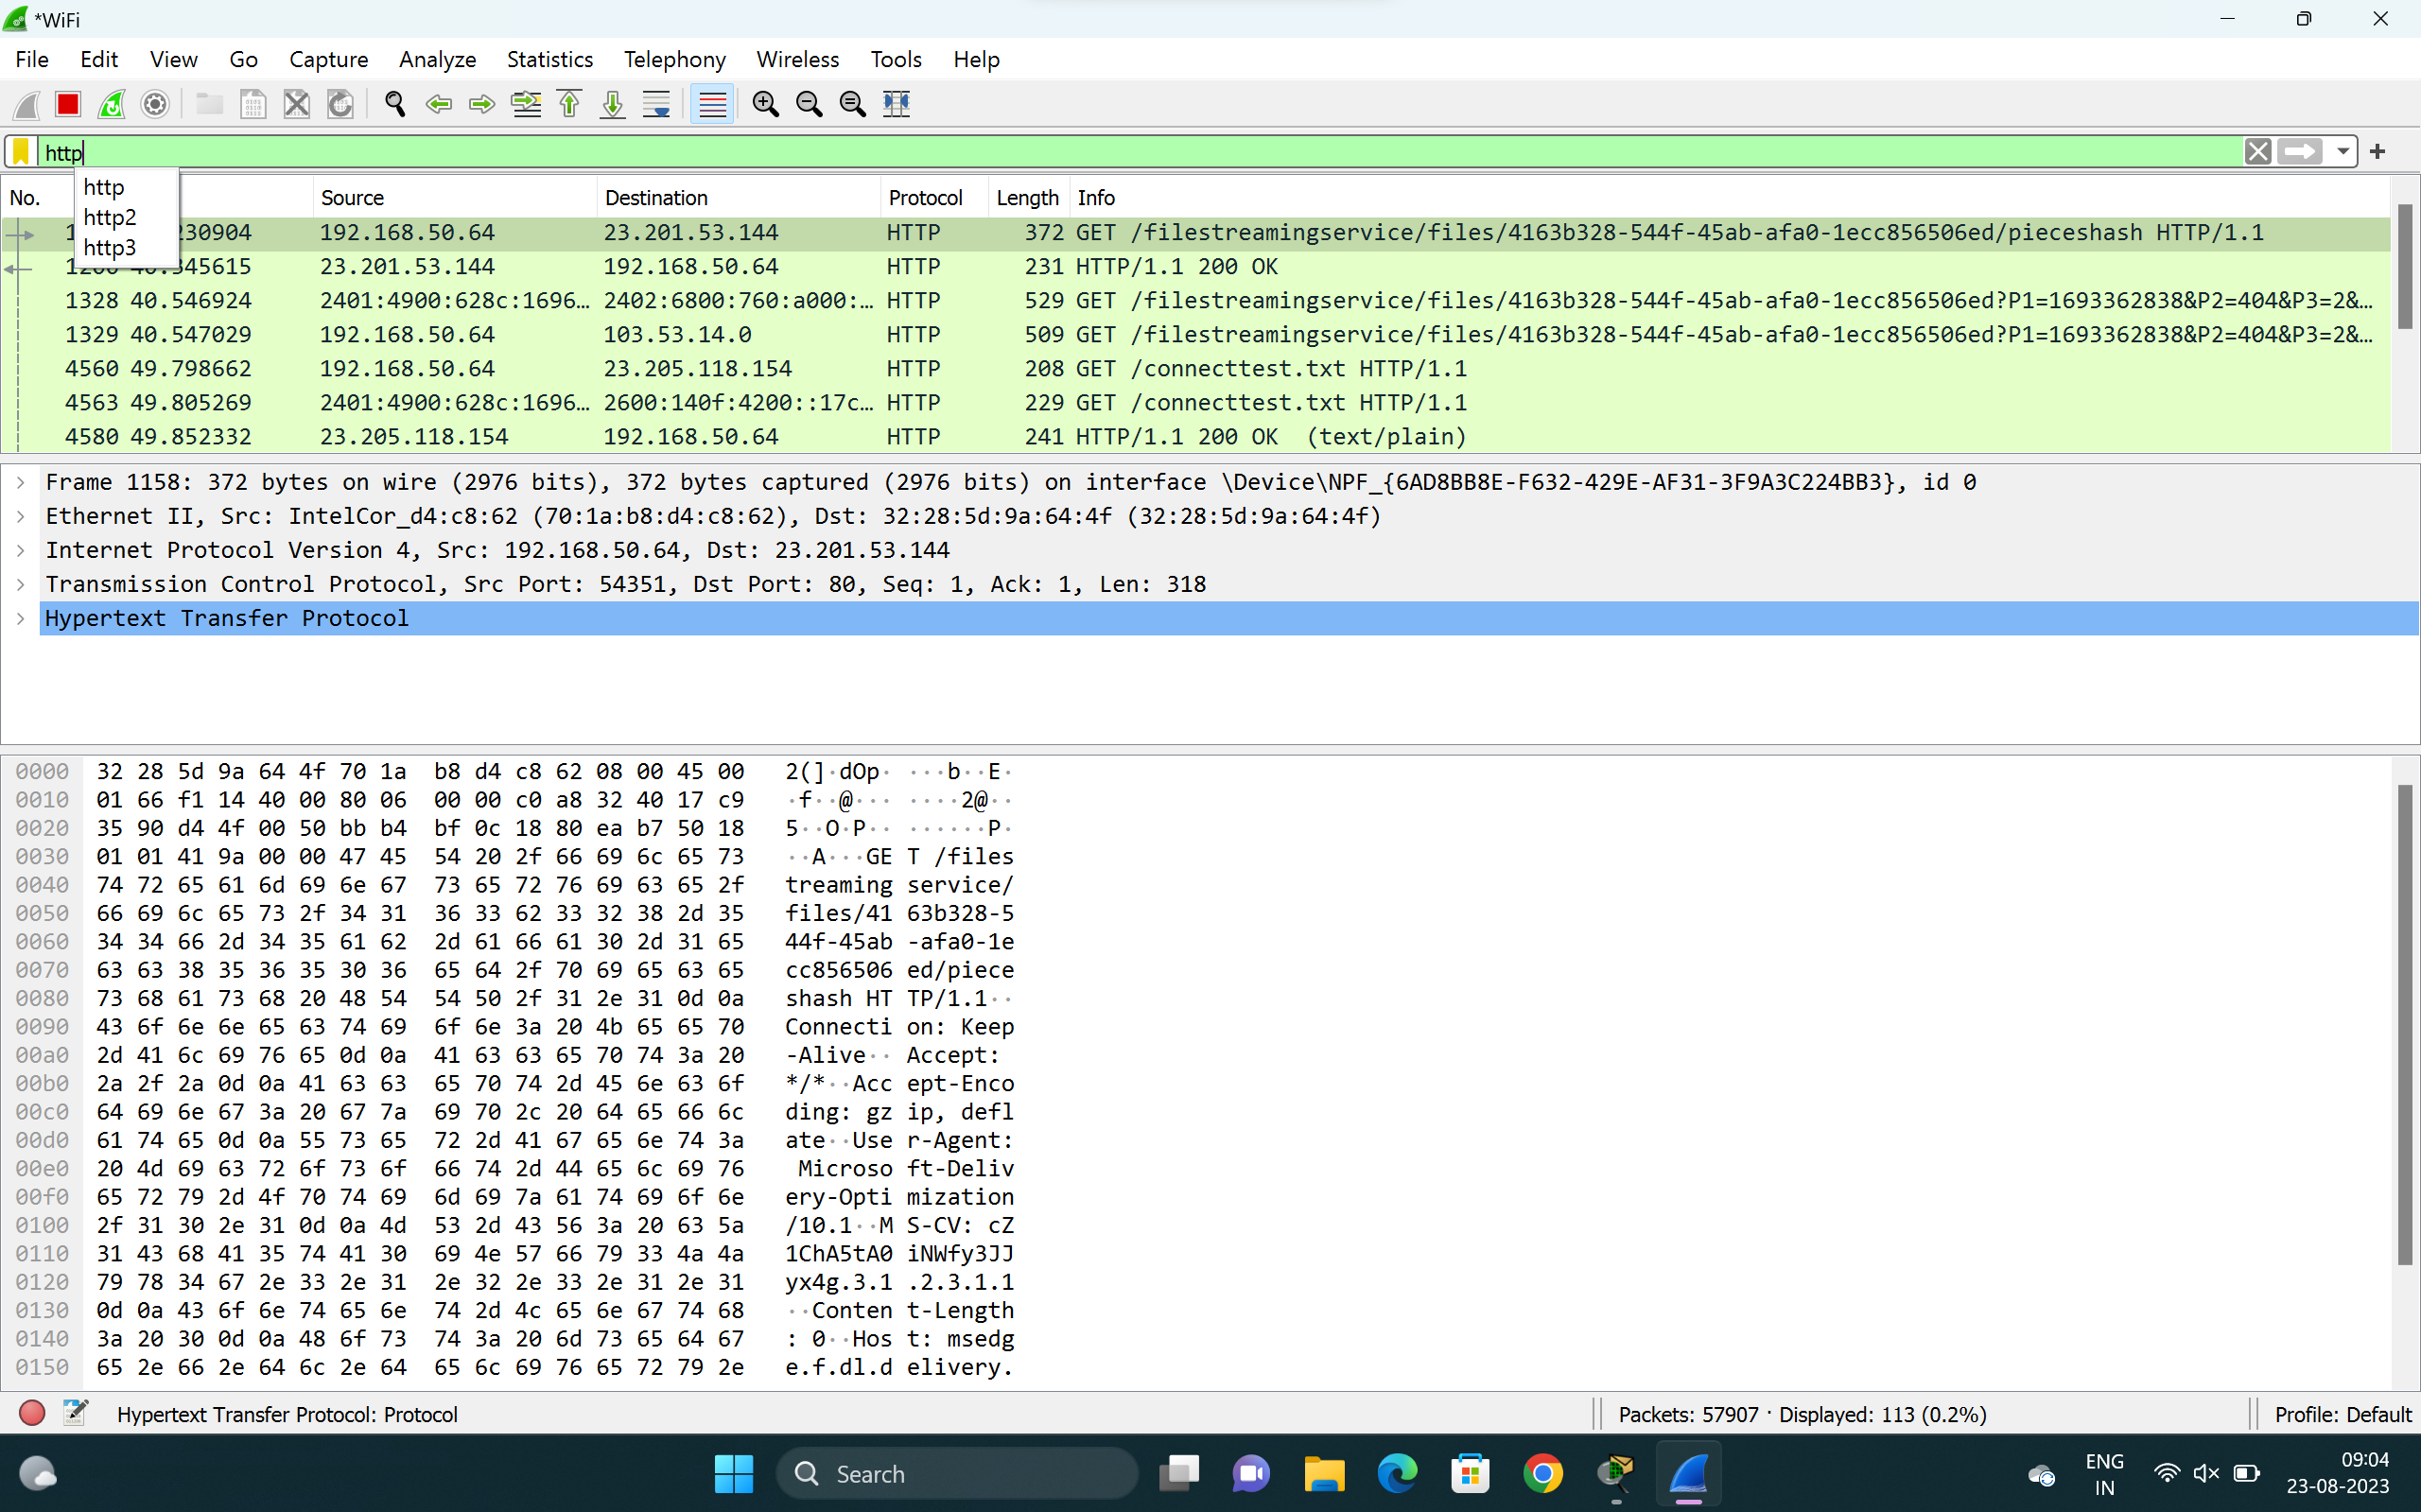 *WiFi
File Edit View Go Capture Analyze Statistics Telephony Wireless Tools Help
http
http
http2
http3
No. Source Destination Protocol Length Info
30904 192.168.50.64 23.201.53.144 HTTP 372 GET /filestreamingservice/files/4163b328-544f-45ab-afa0-1ecc856506ed/pieceshash HTTP/1.1
345615 23.201.53.144 192.168.50.64 HTTP 231 HTTP/1.1 200 OK
1328 40.546924 2401:4900:628c:1696… 2402:6800:760:a000:… HTTP 529 GET /filestreamingservice/files/4163b328-544f-45ab-afa0-1ecc856506ed?P1=1693362838&P2=404&P3=2&…
1329 40.547029 192.168.50.64 103.53.14.0 HTTP 509 GET /filestreamingservice/files/4163b328-544f-45ab-afa0-1ecc856506ed?P1=1693362838&P2=404&P3=2&…
4560 49.798662 192.168.50.64 23.205.118.154 HTTP 208 GET /connecttest.txt HTTP/1.1
4563 49.805269 2401:4900:628c:1696… 2600:140f:4200::17c… HTTP 229 GET /connecttest.txt HTTP/1.1
4580 49.852332 23.205.118.154 192.168.50.64 HTTP 241 HTTP/1.1 200 OK (text/plain)
Frame 1158: 372 bytes on wire (2976 bits), 372 bytes captured (2976 bits) on interface \Device\NPF_{6AD8BB8E-F632-429E-AF31-3F9A3C224BB3}, id 0
Ethernet II, Src: IntelCor_d4:c8:62 (70:1a:b8:d4:c8:62), Dst: 32:28:5d:9a:64:4f (32:28:5d:9a:64:4f)
Internet Protocol Version 4, Src: 192.168.50.64, Dst: 23.201.53.144
Transmission Control Protocol, Src Port: 54351, Dst Port: 80, Seq: 1, Ack: 1, Len: 318
Hypertext Transfer Protocol
0000 32 28 5d 9a 64 4f 70 1a b8 d4 c8 62 08 00 45 00 2(]·dOp· ···b··E·
0010 01 66 f1 14 40 00 80 06 00 00 c0 a8 32 40 17 c9 ·f··@··· ····2@··
0020 35 90 d4 4f 00 50 bb b4 bf 0c 18 80 ea b7 50 18 5··O·P·· ······P·
0030 01 01 41 9a 00 00 47 45 54 20 2f 66 69 6c 65 73 ··A···GE T /files
0040 74 72 65 61 6d 69 6e 67 73 65 72 76 69 63 65 2f treaming service/
0050 66 69 6c 65 73 2f 34 31 36 33 62 33 32 38 2d 35 files/41 63b328-5
0060 34 34 66 2d 34 35 61 62 2d 61 66 61 30 2d 31 65 44f-45ab -afa0-1e
0070 63 63 38 35 36 35 30 36 65 64 2f 70 69 65 63 65 cc856506 ed/piece
0080 73 68 61 73 68 20 48 54 54 50 2f 31 2e 31 0d 0a shash HT TP/1.1··
0090 43 6f 6e 6e 65 63 74 69 6f 6e 3a 20 4b 65 65 70 Connecti on: Keep
00a0 2d 41 6c 69 76 65 0d 0a 41 63 63 65 70 74 3a 20 -Alive·· Accept:
00b0 2a 2f 2a 0d 0a 41 63 63 65 70 74 2d 45 6e 63 6f */*··Acc ept-Enco
00c0 64 69 6e 67 3a 20 67 7a 69 70 2c 20 64 65 66 6c ding: gz ip, defl
00d0 61 74 65 0d 0a 55 73 65 72 2d 41 67 65 6e 74 3a ate··Use r-Agent:
00e0 20 4d 69 63 72 6f 73 6f 66 74 2d 44 65 6c 69 76 Microso ft-Deliv
00f0 65 72 79 2d 4f 70 74 69 6d 69 7a 61 74 69 6f 6e ery-Opti mization
0100 2f 31 30 2e 31 0d 0a 4d 53 2d 43 56 3a 20 63 5a /10.1··M S-CV: cZ
0110 31 43 68 41 35 74 41 30 69 4e 57 66 79 33 4a 4a 1ChA5tA0 iNWfy3JJ
0120 79 78 34 67 2e 33 2e 31 2e 32 2e 33 2e 31 2e 31 yx4g.3.1 .2.3.1.1
0130 0d 0a 43 6f 6e 74 65 6e 74 2d 4c 65 6e 67 74 68 ··Conten t-Length
0140 3a 20 30 0d 0a 48 6f 73 74 3a 20 6d 73 65 64 67 : 0··Hos t: msedg
0150 65 2e 66 2e 64 6c 2e 64 65 6c 69 76 65 72 79 2e e.f.dl.d elivery.
Hypertext Transfer Protocol: Protocol Packets: 57907 · Displayed: 113 (0.2%) Profile: Default
Search
ENG
IN
09:04
23-08-2023